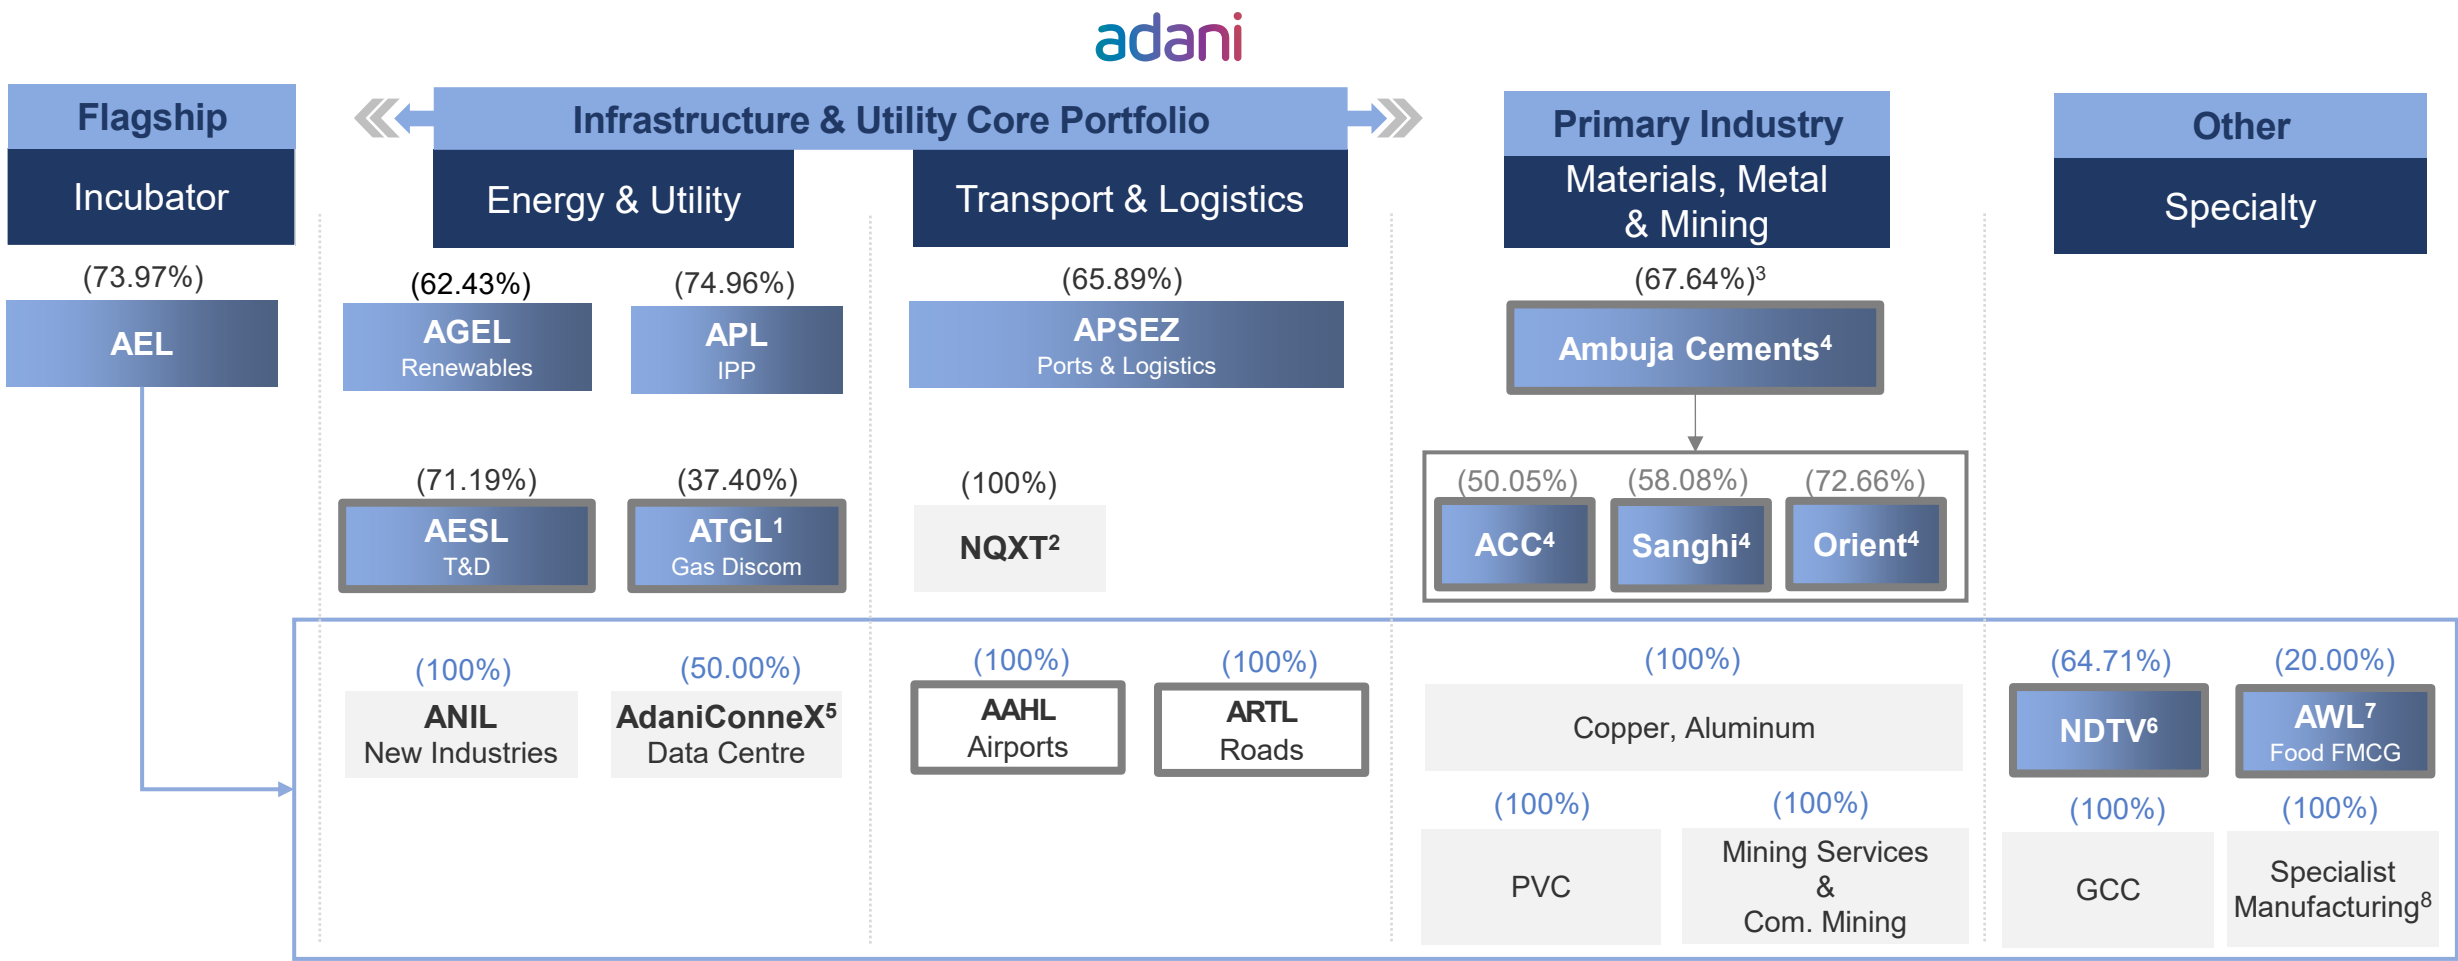 adani
Flagship
Infrastructure & Utility Core Portfolio
Primary Industry
Other
Incubator
Energy & Utility
Transport & Logistics
Materials, Metal
& Mining
Specialty
(73.97%)
AEL
(62.43%)
AGEL
Renewables
(74.96%)
APL
IPP
(65.89%)
APSEZ
Ports & Logistics
(67.64%)³
Ambuja Cements⁴
(71.19%)
AESL
T&D
(37.40%)
ATGL¹
Gas Discom
(100%)
NQXT²
(50.05%)
ACC⁴
(58.08%)
Sanghi⁴
(72.66%)
Orient⁴
(100%)
ANIL
New Industries
(50.00%)
AdaniConneX⁵
Data Centre
(100%)
AAHL
Airports
(100%)
ARTL
Roads
(100%)
Copper, Aluminum
(64.71%)
NDTV⁶
(20.00%)
AWL⁷
Food FMCG
(100%)
PVC
(100%)
Mining Services
&
Com. Mining
(100%)
GCC
(100%)
Specialist
Manufacturing⁸